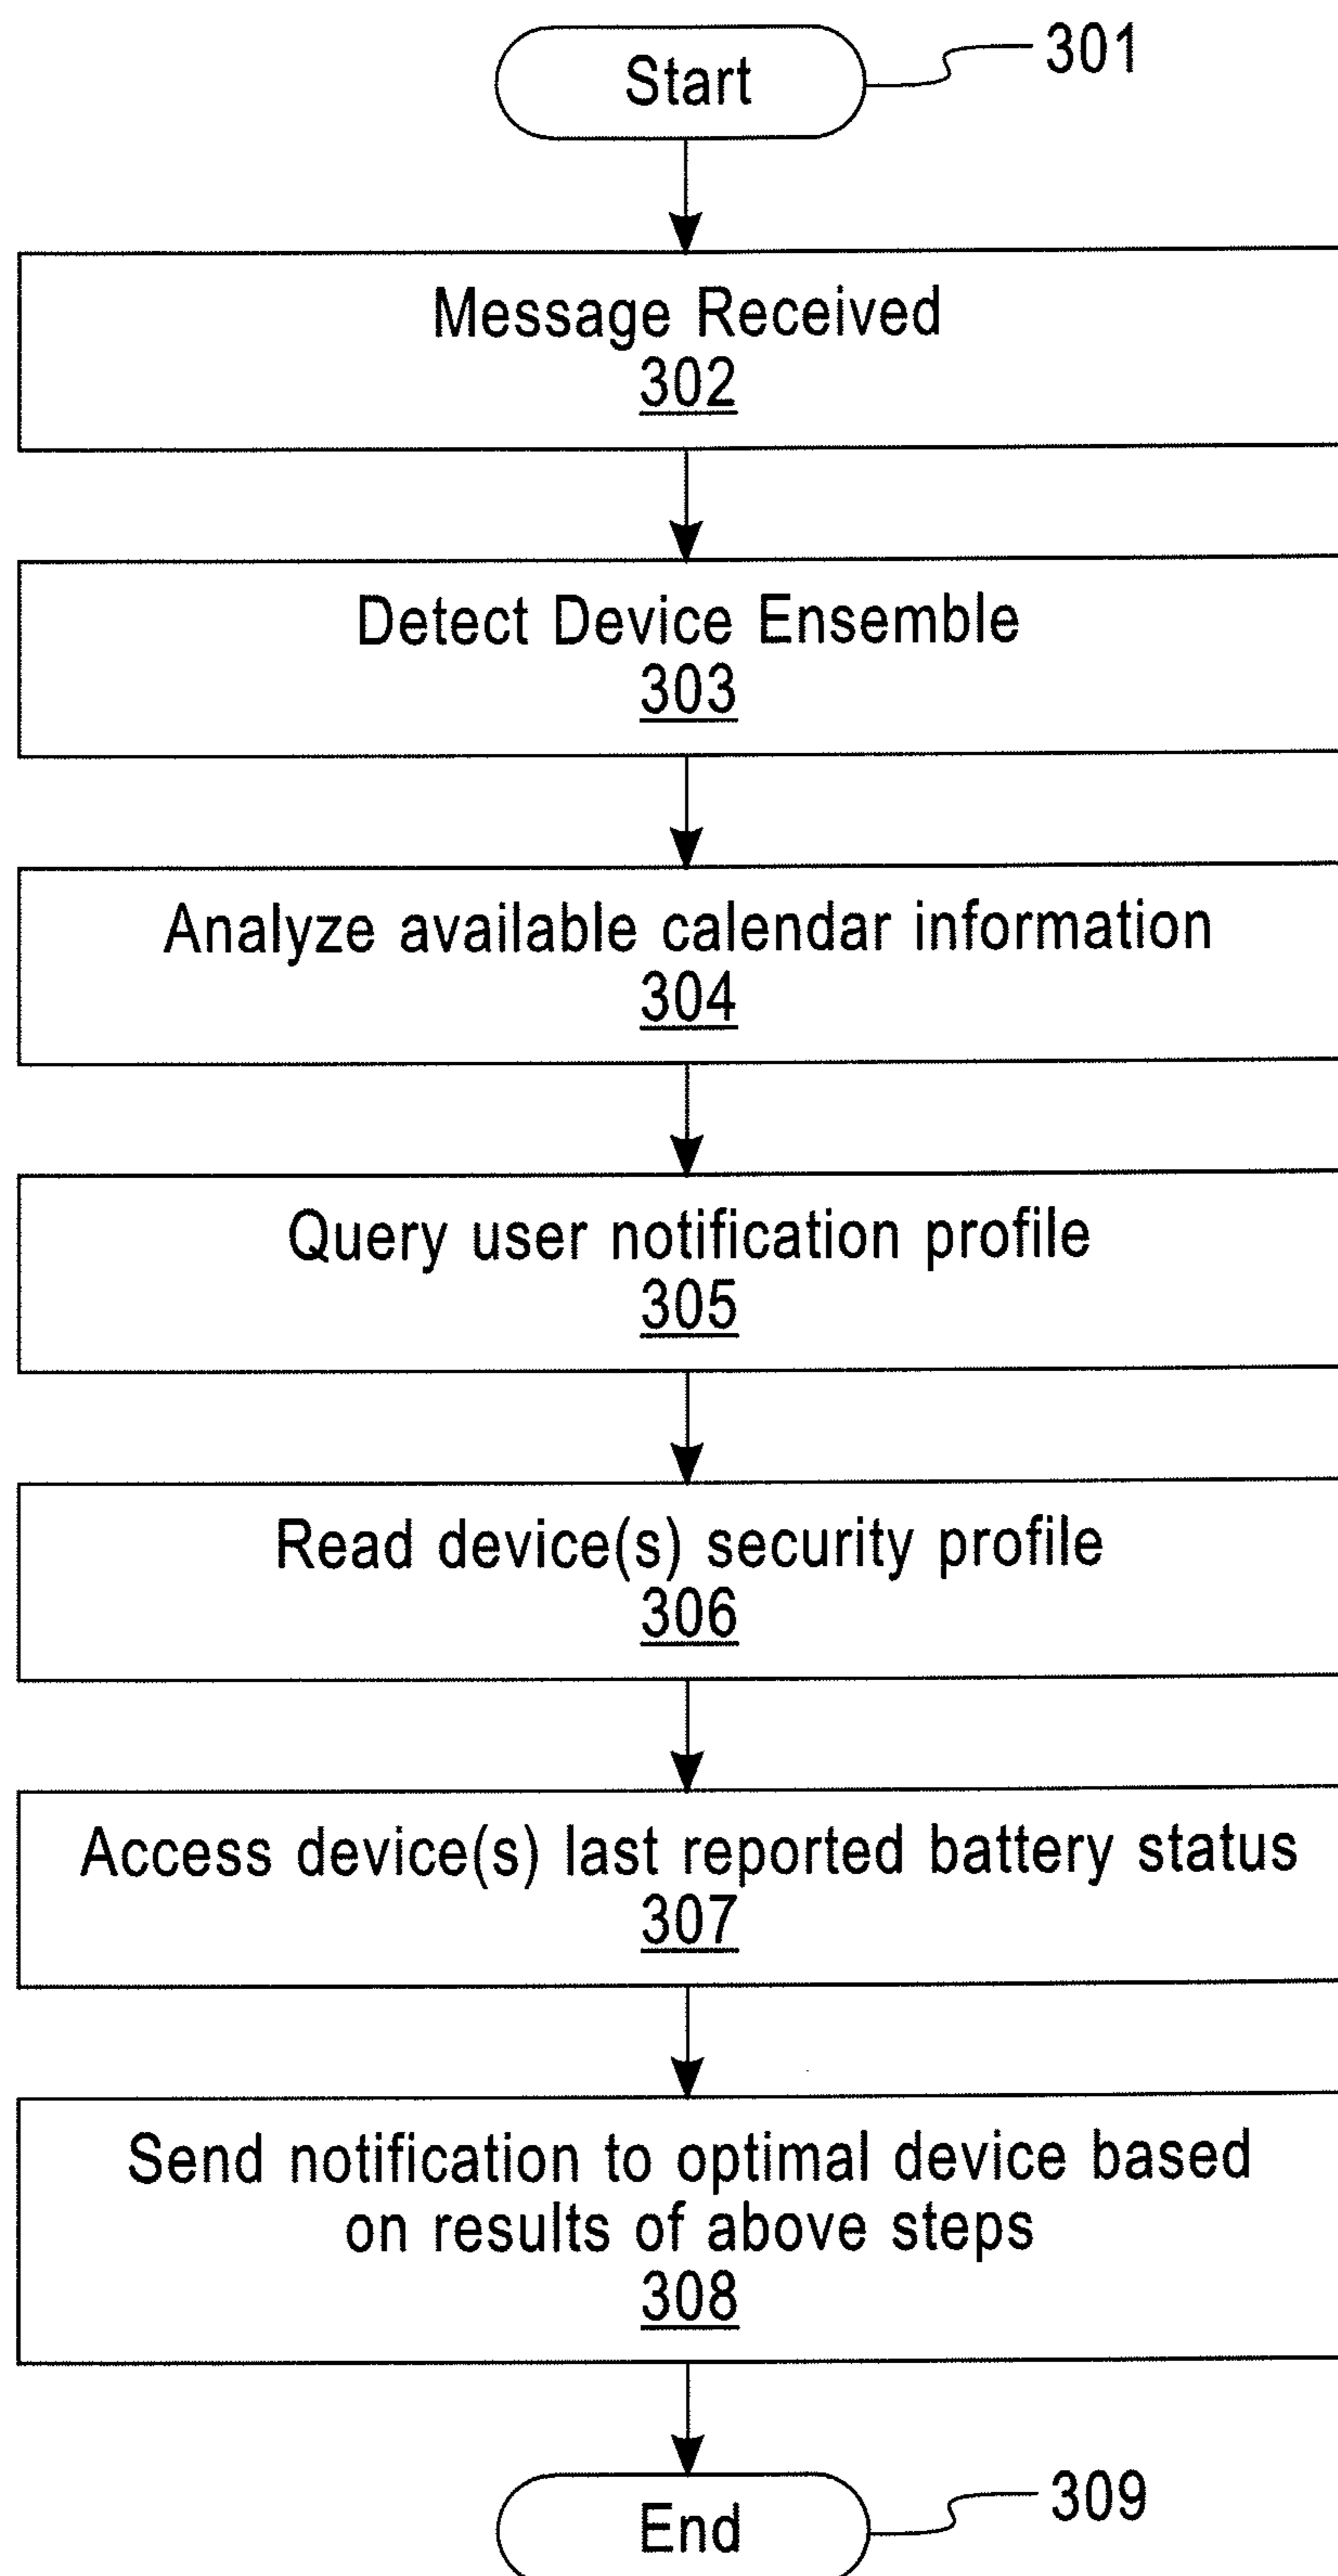 Start
301
Message Received
302
Detect Device Ensemble
303
Analyze available calendar information
304
Query user notification profile
305
Read device(s) security profile
306
Access device(s) last reported battery status
307
Send notification to optimal device based
on results of above steps
308
End
309